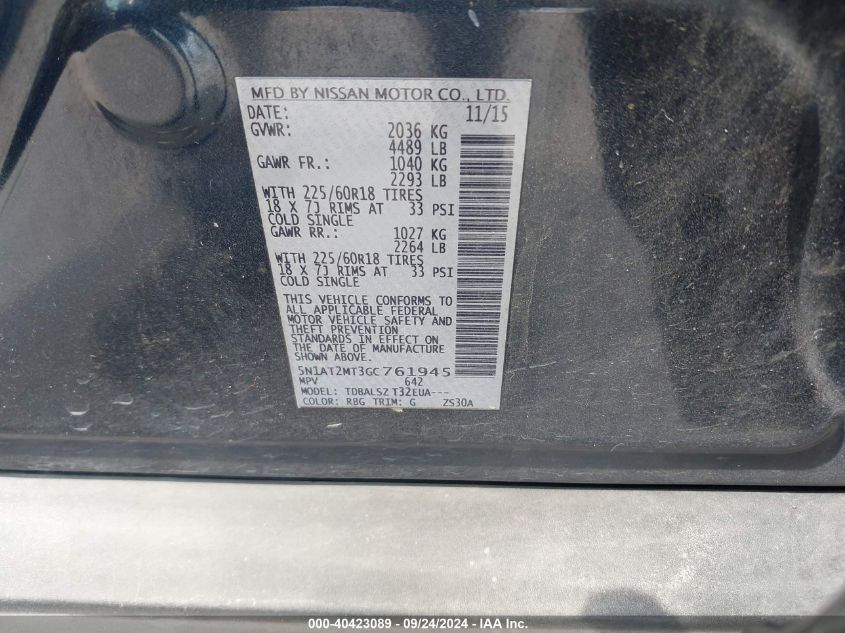 MFD BY NISSAN MOTOR CO., LTD.
DATE: 11/15
GVWR: 2036 KG
4489 LB
GAWR FR.: 1040 KG
2293 LB
WITH 225/60R18 TIRES
18 X 7J RIMS AT 33 PSI
COLD SINGLE
GAWR RR.: 1027 KG
2264 LB
WITH 225/60R18 TIRES
18 X 7J RIMS AT 33 PSI
COLD SINGLE
THIS VEHICLE CONFORMS TO
ALL APPLICABLE FEDERAL
MOTOR VEHICLE SAFETY AND
THEFT PREVENTION
STANDARDS IN EFFECT ON
THE DATE OF MANUFACTURE
SHOWN ABOVE.
5N1AT2MT3GC761945
MPV 642
MODEL: TDBALSZ T32EUA---
COLOR: RBG TRIM: G ZS30A
000-40423089 - 09/24/2024 - IAA Inc.